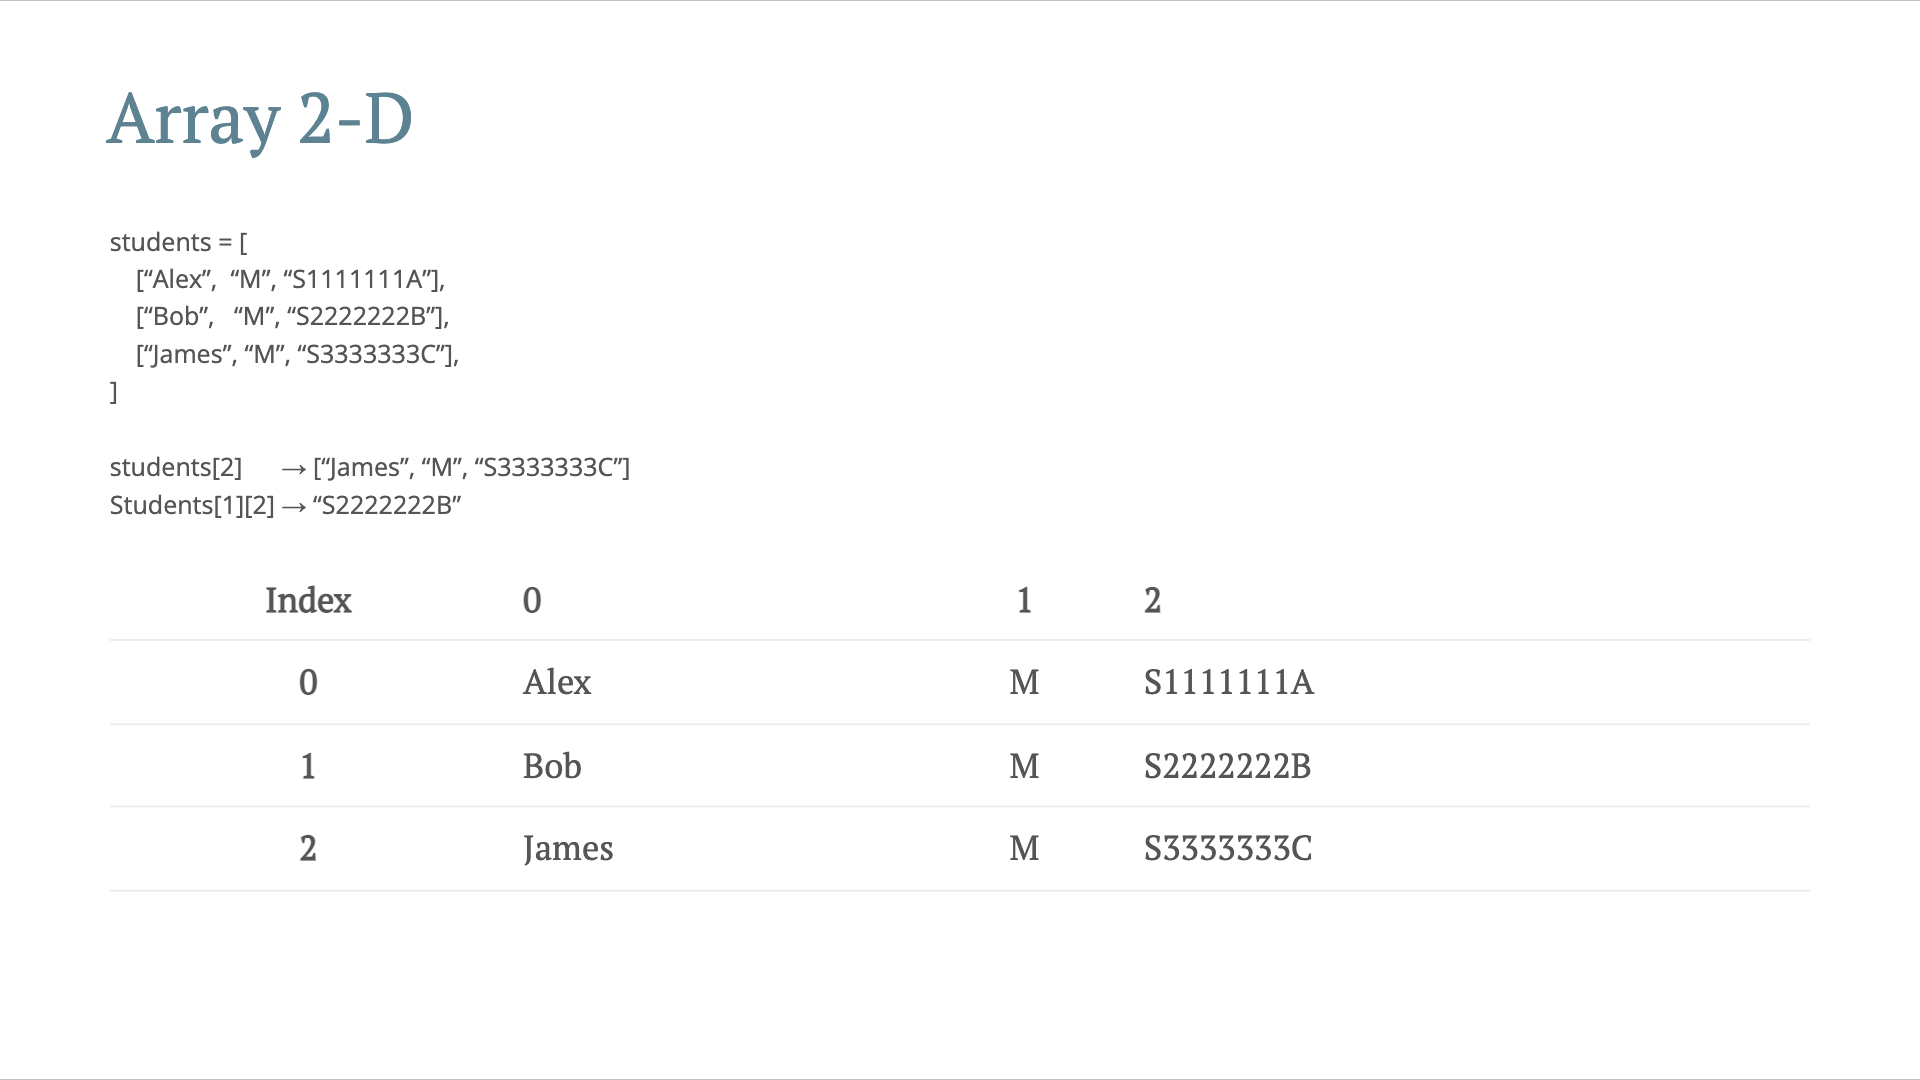 Array 2-D
students = [
[“Alex”, “M”, “S1111111A”],
[“Bob”, “M”, “S2222222B”],
[“James”, “M”, “S3333333C”],
]
students[2] → [“James”, “M”, “S3333333C”]
Students[1][2] → “S2222222B”
Index 0 1 2
0 Alex M S1111111A
1 Bob M S2222222B
2 James M S3333333C